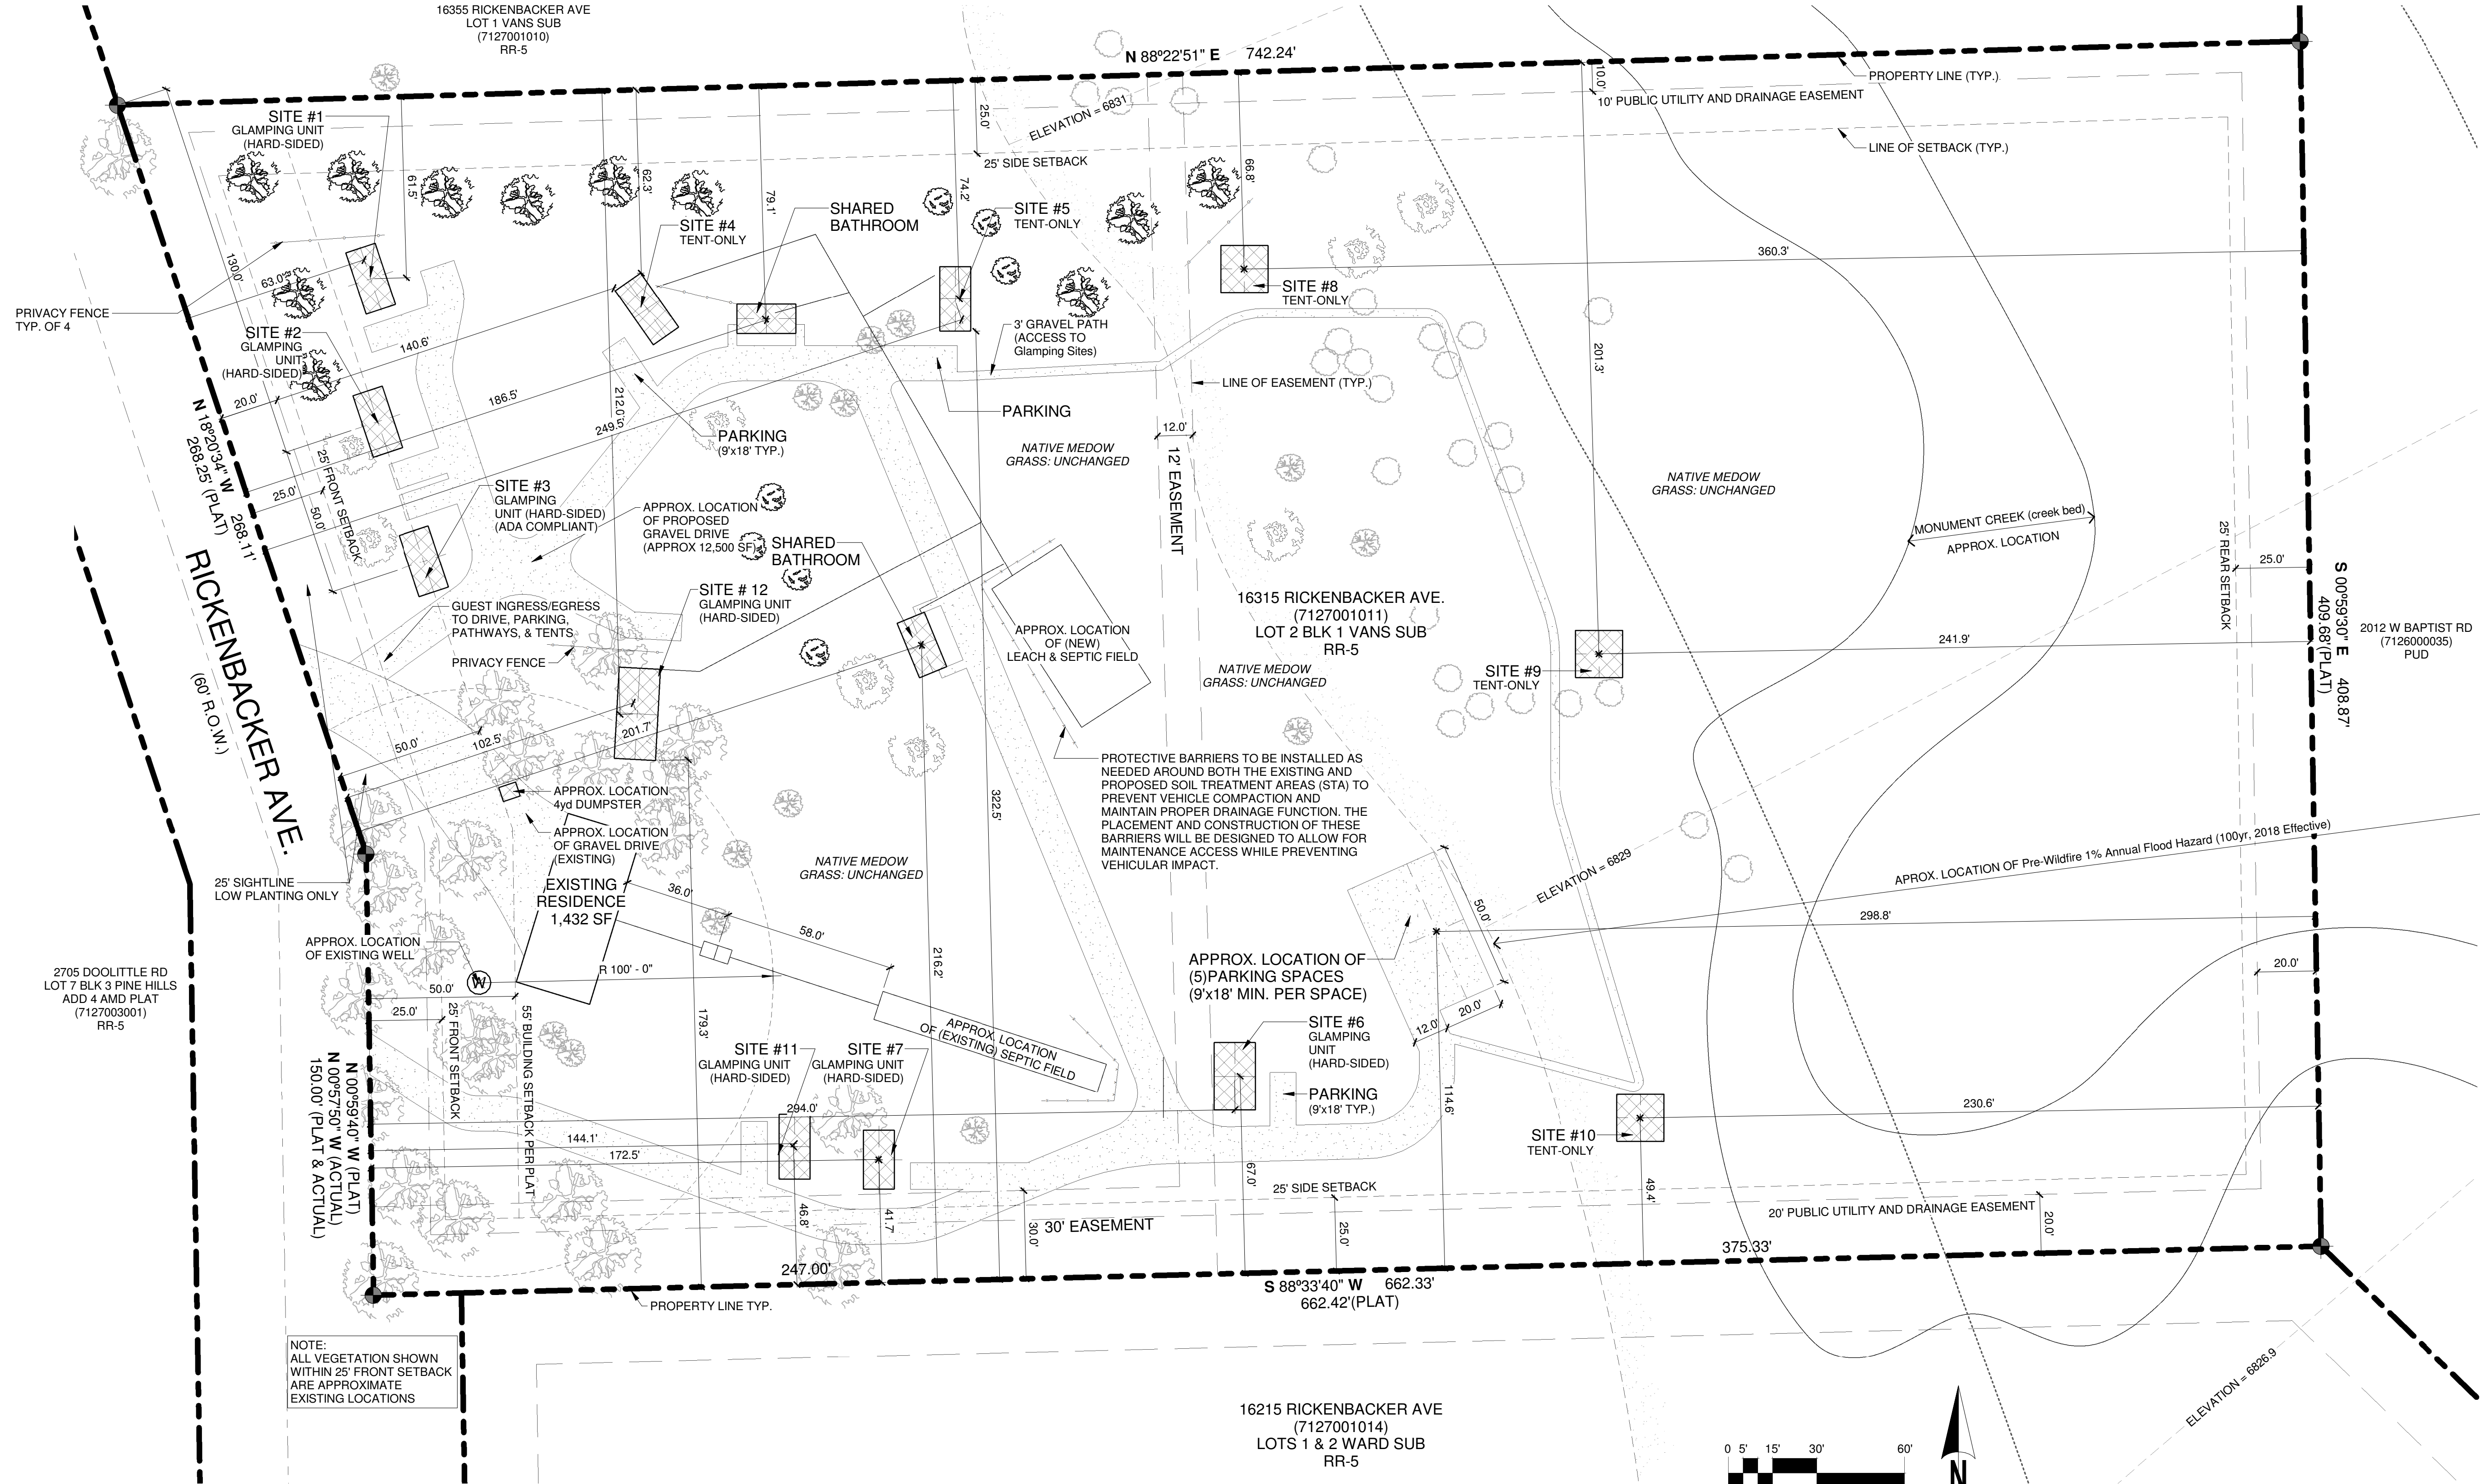 16355 RICKENBACKER AVE
LOT 1 VANS SUB
(7127001010)
RR-5
N 88º22'51" E 742.24'
PROPERTY LINE (TYP.)
10.0'
10' PUBLIC UTILITY AND DRAINAGE EASEMENT
ELEVATION = 6831
25.0'
SITE #1
GLAMPING UNIT
(HARD-SIDED)
LINE OF SETBACK (TYP.)
25' SIDE SETBACK
61.5'
62.3'
79.1'
74.2'
66.8'
SHARED
BATHROOM
SITE #5
TENT-ONLY
SITE #4
TENT-ONLY
130.0'
63.0'
360.3'
SITE #8
TENT-ONLY
PRIVACY FENCE
TYP. OF 4
SITE #2
GLAMPING
UNIT
(HARD-SIDED)
3' GRAVEL PATH
(ACCESS TO
Glamping Sites)
140.6'
201.3'
LINE OF EASEMENT (TYP.)
20.0'
186.5'
212.0'
249.5'
PARKING
PARKING
(9'x18' TYP.)
12.0'
NATIVE MEDOW
GRASS: UNCHANGED
12' EASEMENT
NATIVE MEDOW
GRASS: UNCHANGED
N 18º20'34" W 268.11'
268.25' (PLAT)
25' FRONT SETBACK
25.0'
50.0'
SITE #3
GLAMPING
UNIT (HARD-SIDED)
(ADA COMPLIANT)
APPROX. LOCATION
OF PROPOSED
GRAVEL DRIVE
(APPROX 12,500 SF)
SHARED
BATHROOM
MONUMENT CREEK (creek bed)
APPROX. LOCATION
25' REAR SETBACK
25.0'
S 00º59'30" E 408.87'
409.68'(PLAT)
2012 W BAPTIST RD
(7126000035)
PUD
RICKENBACKER AVE.
(60' R.O.W.)
SITE # 12
GLAMPING UNIT
(HARD-SIDED)
GUEST INGRESS/EGRESS
TO DRIVE, PARKING,
PATHWAYS, & TENTS
PRIVACY FENCE
APPROX. LOCATION
OF (NEW)
LEACH & SEPTIC FIELD
16315 RICKENBACKER AVE.
(7127001011)
LOT 2 BLK 1 VANS SUB
RR-5
NATIVE MEDOW
GRASS: UNCHANGED
SITE #9
TENT-ONLY
241.9'
50.0'
102.5'
201.7'
PROTECTIVE BARRIERS TO BE INSTALLED AS
NEEDED AROUND BOTH THE EXISTING AND
PROPOSED SOIL TREATMENT AREAS (STA) TO
PREVENT VEHICLE COMPACTION AND
MAINTAIN PROPER DRAINAGE FUNCTION. THE
PLACEMENT AND CONSTRUCTION OF THESE
BARRIERS WILL BE DESIGNED TO ALLOW FOR
MAINTENANCE ACCESS WHILE PREVENTING
VEHICULAR IMPACT.
APPROX. LOCATION
4yd DUMPSTER
322.5'
APPROX. LOCATION
OF GRAVEL DRIVE
(EXISTING)
NATIVE MEDOW
GRASS: UNCHANGED
APROX. LOCATION OF Pre-Wildfire 1% Annual Flood Hazard (100yr, 2018 Effective)
ELEVATION = 6829
25' SIGHTLINE
LOW PLANTING ONLY
EXISTING
RESIDENCE
1,432 SF
36.0'
58.0'
50.0'
298.8'
APPROX. LOCATION
OF EXISTING WELL
W
R 100' - 0"
216.2'
APPROX. LOCATION OF
(5)PARKING SPACES
(9'x18' MIN. PER SPACE)
20.0'
2705 DOOLITTLE RD
LOT 7 BLK 3 PINE HILLS
ADD 4 AMD PLAT
(7127003001)
RR-5
50.0'
25.0'
25' FRONT SETBACK
55' BUILDING SETBACK PER PLAT
179.3'
APPROX. LOCATION
OF (EXISTING) SEPTIC FIELD
12.0'
20.0'
SITE #6
GLAMPING
UNIT
(HARD-SIDED)
SITE #11
GLAMPING UNIT
(HARD-SIDED)
SITE #7
GLAMPING UNIT
(HARD-SIDED)
PARKING
(9'x18' TYP.)
114.6'
230.6'
N 00º59'40" W (PLAT)
N 00º57'50" W (ACTUAL)
150.00' (PLAT & ACTUAL)
294.0'
144.1'
172.5'
SITE #10
TENT-ONLY
67.0'
49.4'
25' SIDE SETBACK
46.8'
41.7'
30.0'
30' EASEMENT
25.0'
20' PUBLIC UTILITY AND DRAINAGE EASEMENT
20.0'
247.00'
375.33'
S 88º33'40" W 662.33'
662.42'(PLAT)
PROPERTY LINE TYP.
NOTE:
ALL VEGETATION SHOWN
WITHIN 25' FRONT SETBACK
ARE APPROXIMATE
EXISTING LOCATIONS
ELEVATION = 6826.9
16215 RICKENBACKER AVE
(7127001014)
LOTS 1 & 2 WARD SUB
RR-5
0 5' 15' 30' 60'
N